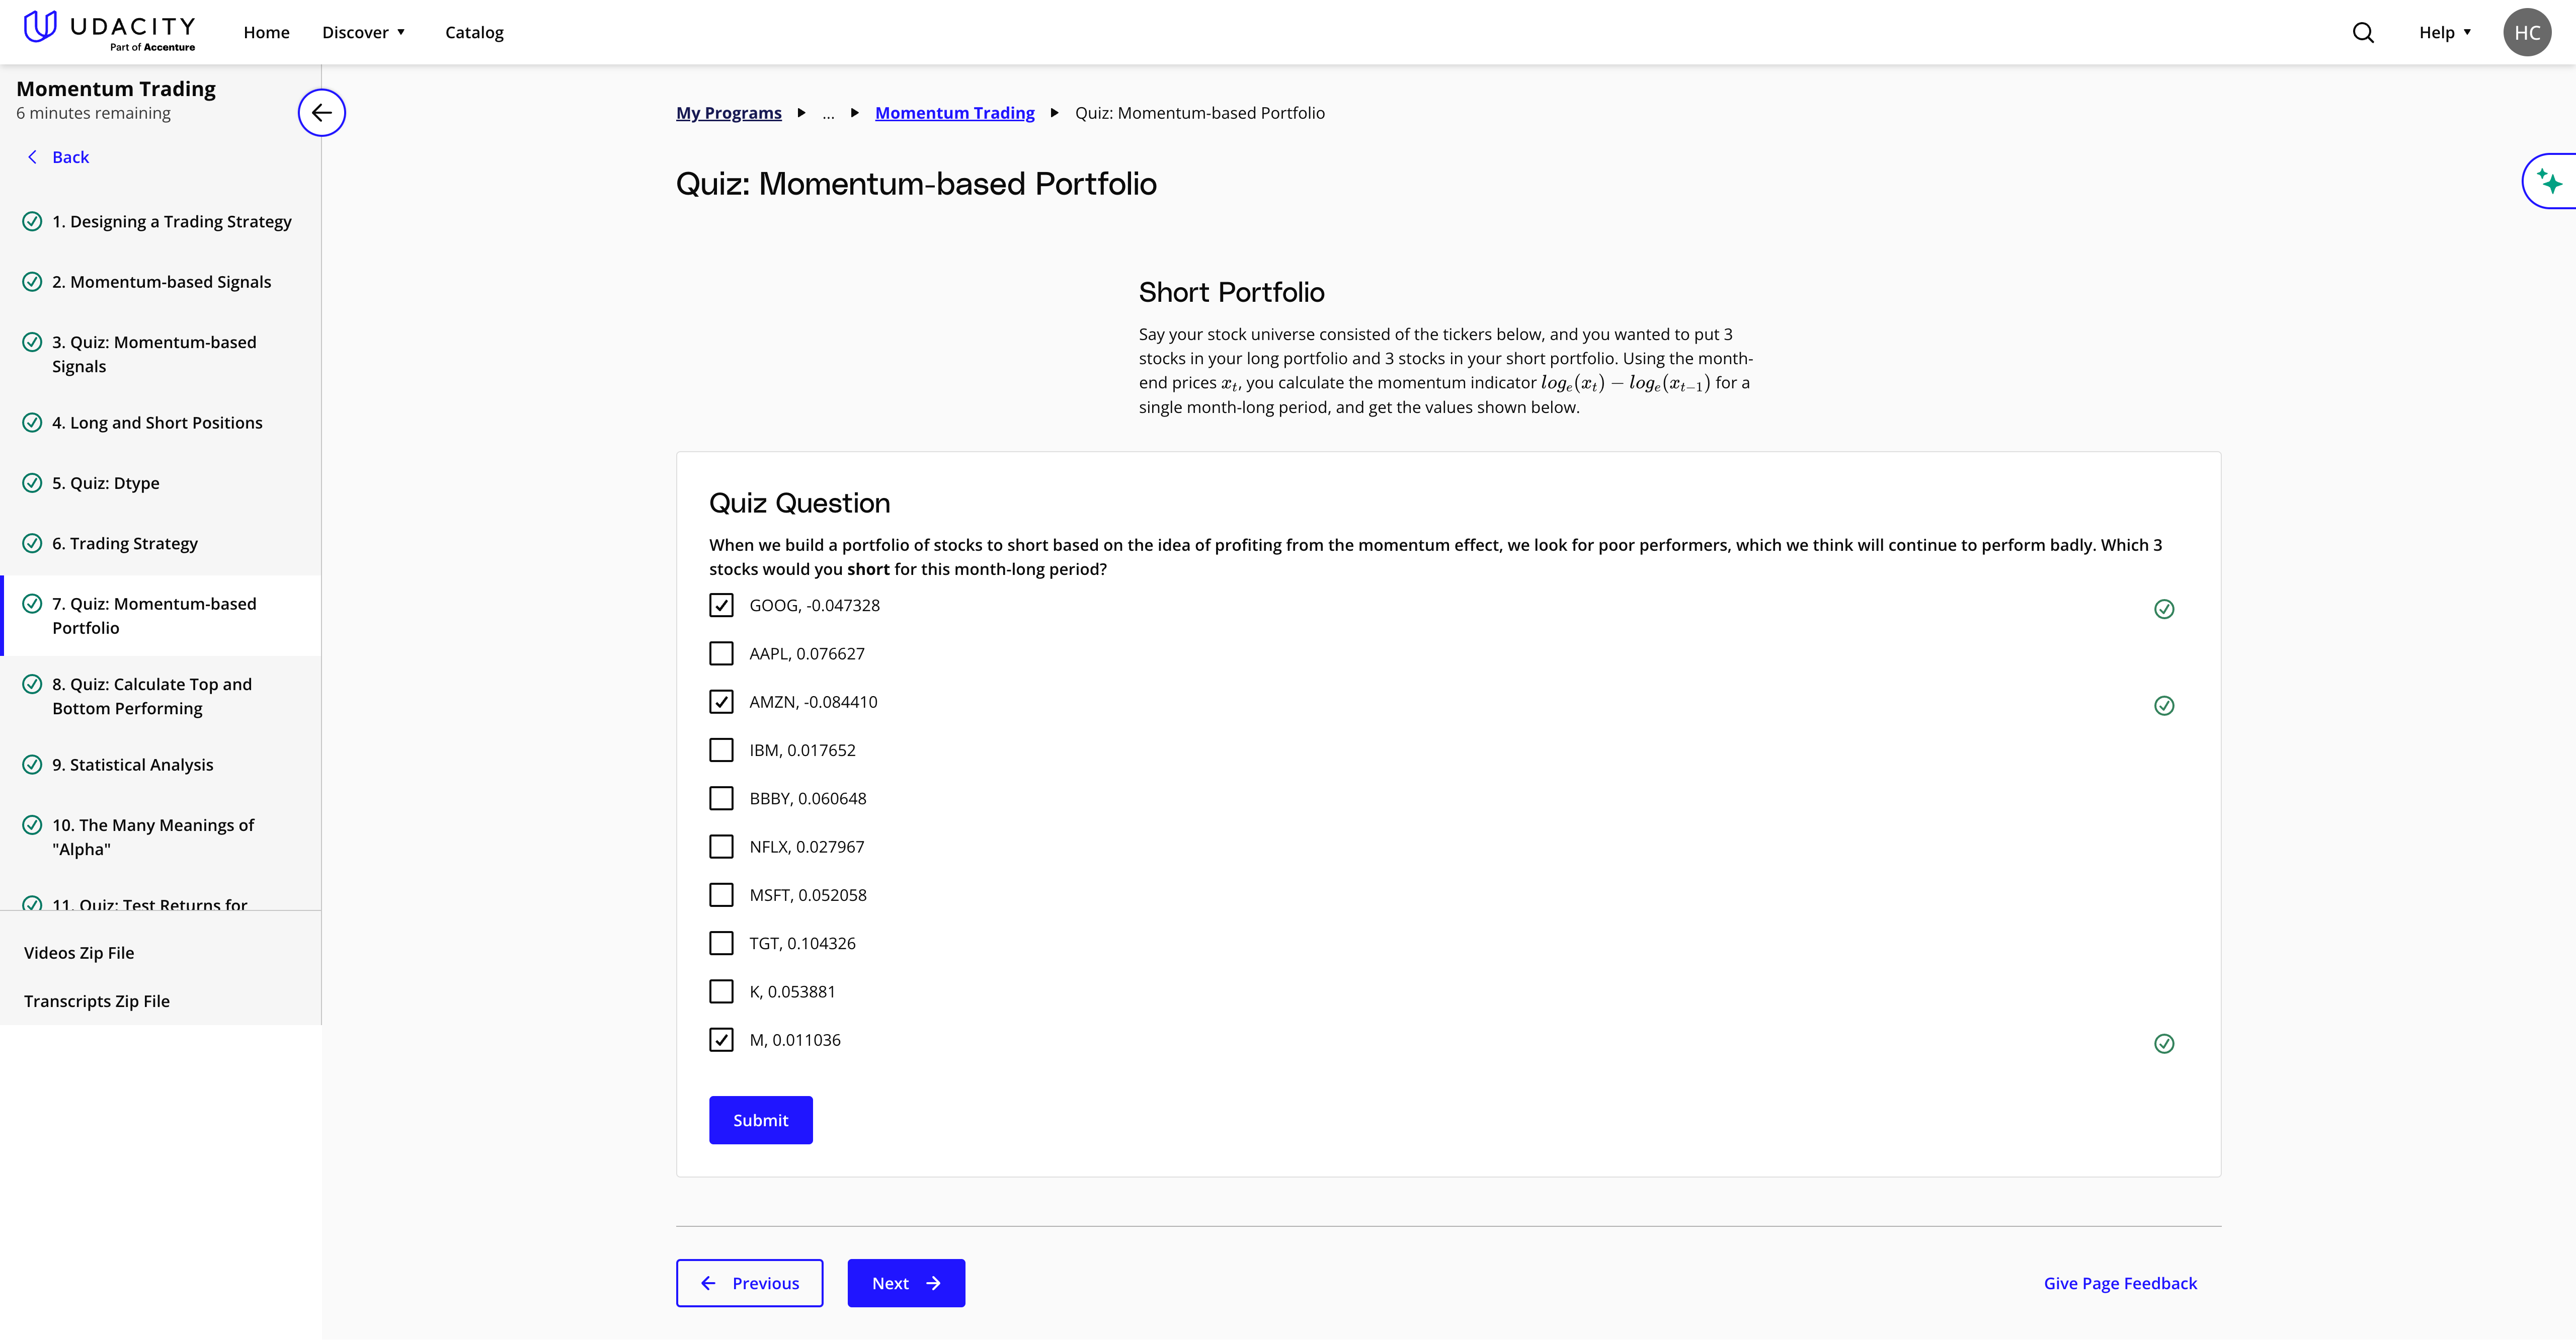 UDACITY
Part of Accenture
Home
Discover
Catalog
Help
HC
Momentum Trading
6 minutes remaining
Back
1. Designing a Trading Strategy
2. Momentum-based Signals
3. Quiz: Momentum-based
Signals
4. Long and Short Positions
5. Quiz: Dtype
6. Trading Strategy
7. Quiz: Momentum-based
Portfolio
8. Quiz: Calculate Top and
Bottom Performing
9. Statistical Analysis
10. The Many Meanings of
"Alpha"
11. Quiz: Test Returns for
Videos Zip File
Transcripts Zip File
My Programs ▶ ... ▶ Momentum Trading ▶ Quiz: Momentum-based Portfolio
Quiz: Momentum-based Portfolio
Short Portfolio
Say your stock universe consisted of the tickers below, and you wanted to put 3
stocks in your long portfolio and 3 stocks in your short portfolio. Using the month-
end prices xₜ, you calculate the momentum indicator logₑ(xₜ) − logₑ(xₜ₋₁) for a
single month-long period, and get the values shown below.
Quiz Question
When we build a portfolio of stocks to short based on the idea of profiting from the momentum effect, we look for poor performers, which we think will continue to perform badly. Which 3
stocks would you short for this month-long period?
GOOG, -0.047328
AAPL, 0.076627
AMZN, -0.084410
IBM, 0.017652
BBBY, 0.060648
NFLX, 0.027967
MSFT, 0.052058
TGT, 0.104326
K, 0.053881
M, 0.011036
Submit
Previous
Next
Give Page Feedback